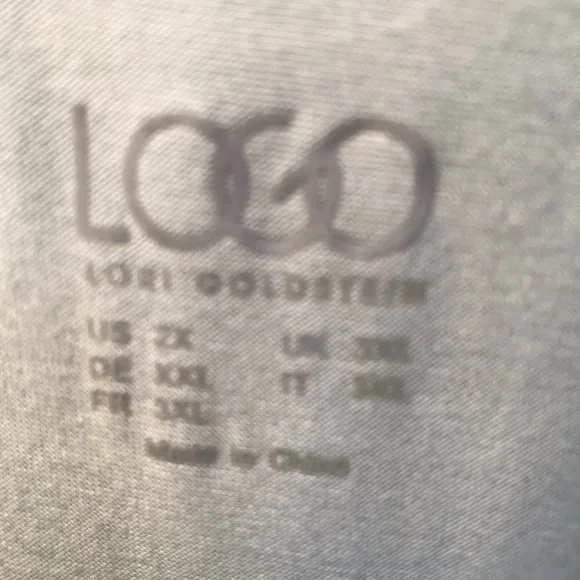 LOGO
LORI GOLDSTEIN
US 2X UK 3XL
DE XXL IT 3XL
FR 3XL
Made in China